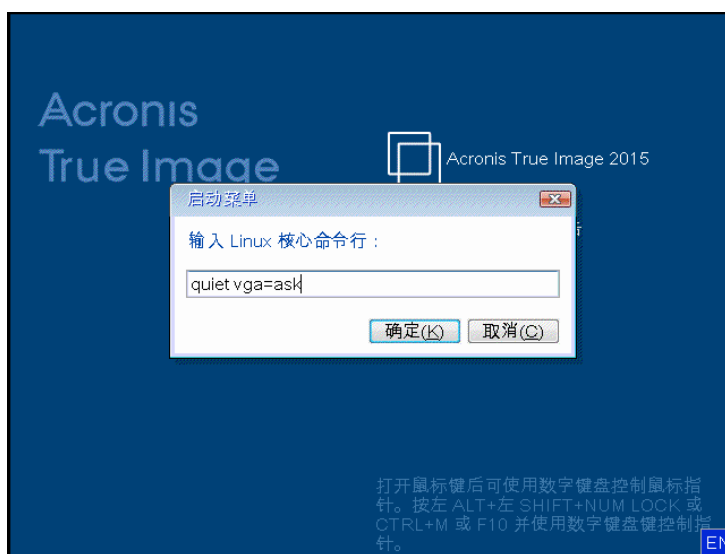 Acronis
True Image
Acronis True Image 2015
启动菜单
输入 Linux 核心命令行：
quiet vga=ask
确定(K)
取消(C)
打开鼠标键后可使用数字键盘控制鼠标指
针。按左 ALT+左 SHIFT+NUM LOCK 或
CTRL+M 或 F10 并使用数字键盘键控制指
针。
EN